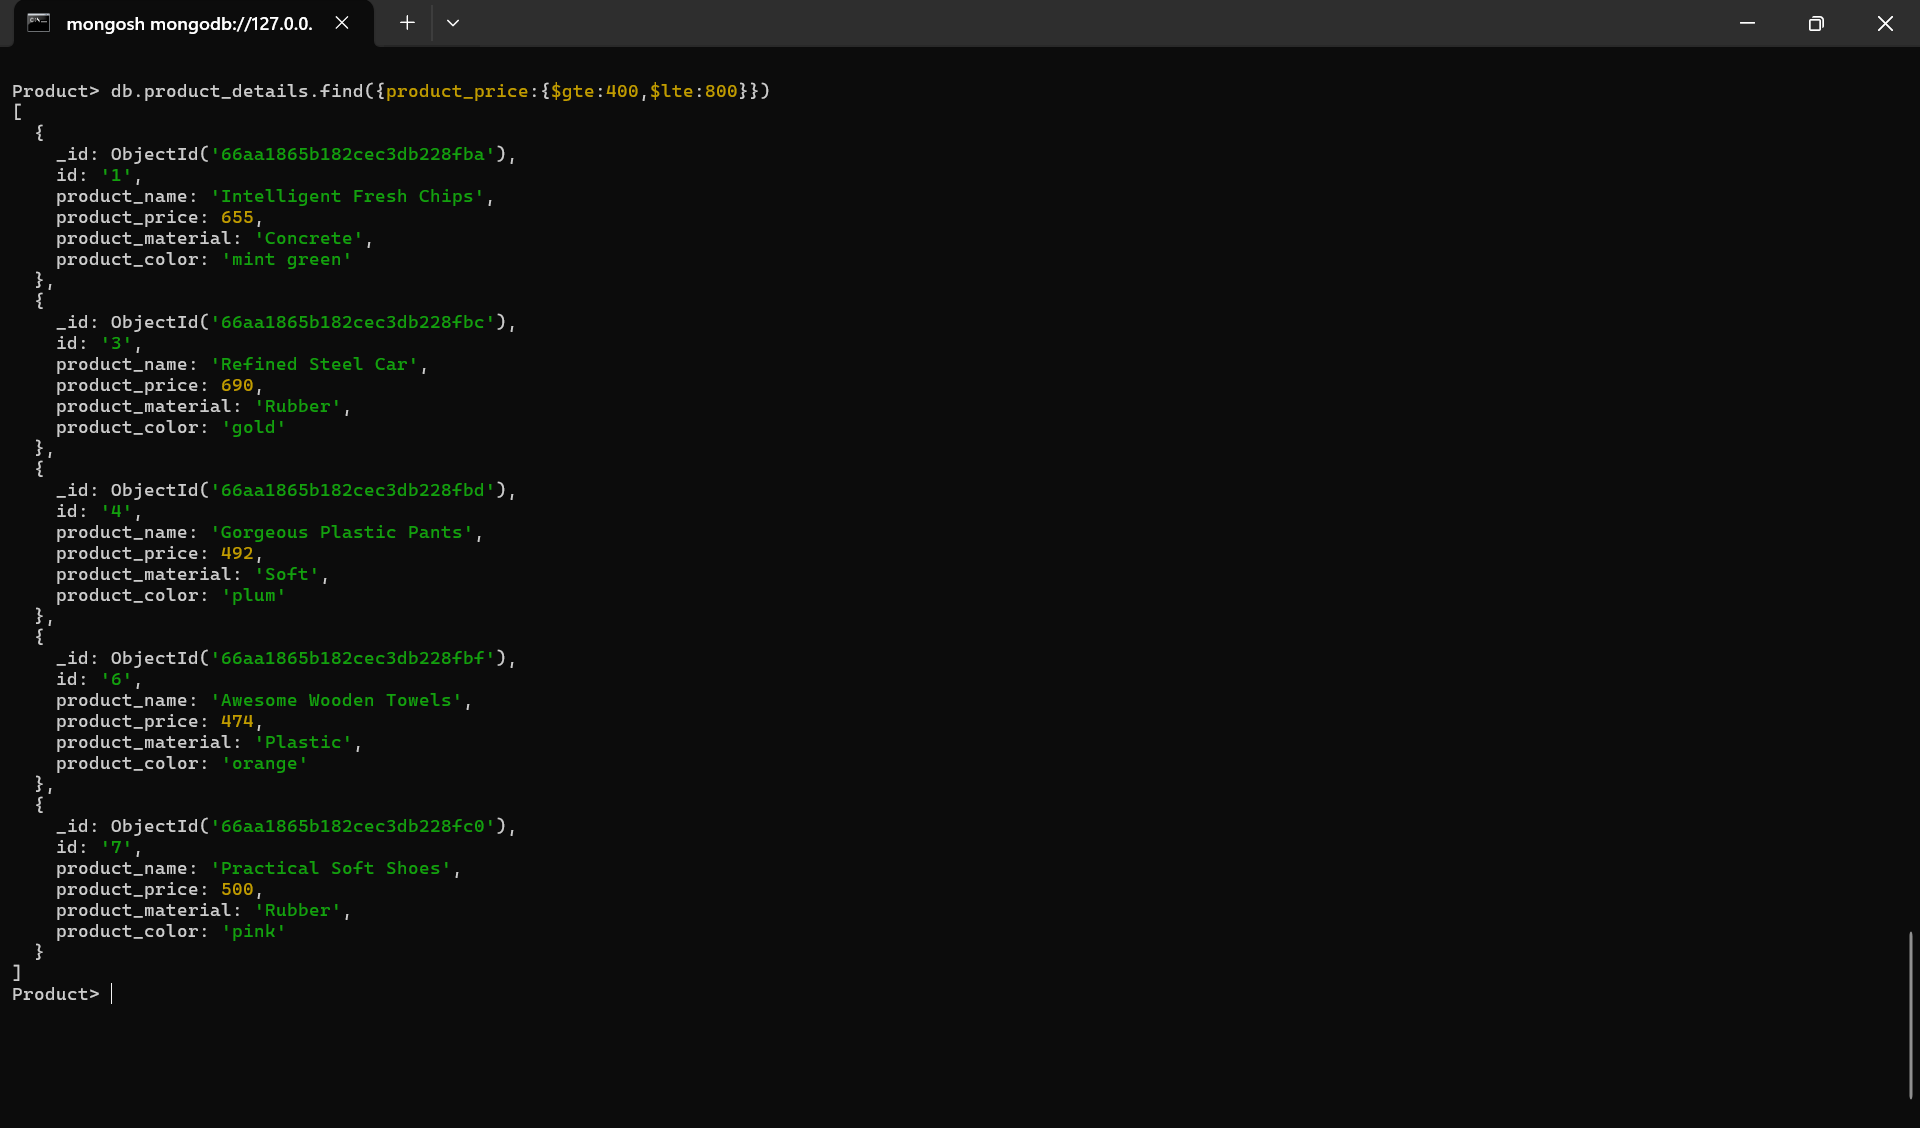 mongosh mongodb://127.0.0.
Product> db.product_details.find({product_price:{$gte:400,$lte:800}})
[
  {
    _id: ObjectId('66aa1865b182cec3db228fba'),
    id: '1',
    product_name: 'Intelligent Fresh Chips',
    product_price: 655,
    product_material: 'Concrete',
    product_color: 'mint green'
  },
  {
    _id: ObjectId('66aa1865b182cec3db228fbc'),
    id: '3',
    product_name: 'Refined Steel Car',
    product_price: 690,
    product_material: 'Rubber',
    product_color: 'gold'
  },
  {
    _id: ObjectId('66aa1865b182cec3db228fbd'),
    id: '4',
    product_name: 'Gorgeous Plastic Pants',
    product_price: 492,
    product_material: 'Soft',
    product_color: 'plum'
  },
  {
    _id: ObjectId('66aa1865b182cec3db228fbf'),
    id: '6',
    product_name: 'Awesome Wooden Towels',
    product_price: 474,
    product_material: 'Plastic',
    product_color: 'orange'
  },
  {
    _id: ObjectId('66aa1865b182cec3db228fc0'),
    id: '7',
    product_name: 'Practical Soft Shoes',
    product_price: 500,
    product_material: 'Rubber',
    product_color: 'pink'
  }
]
Product>